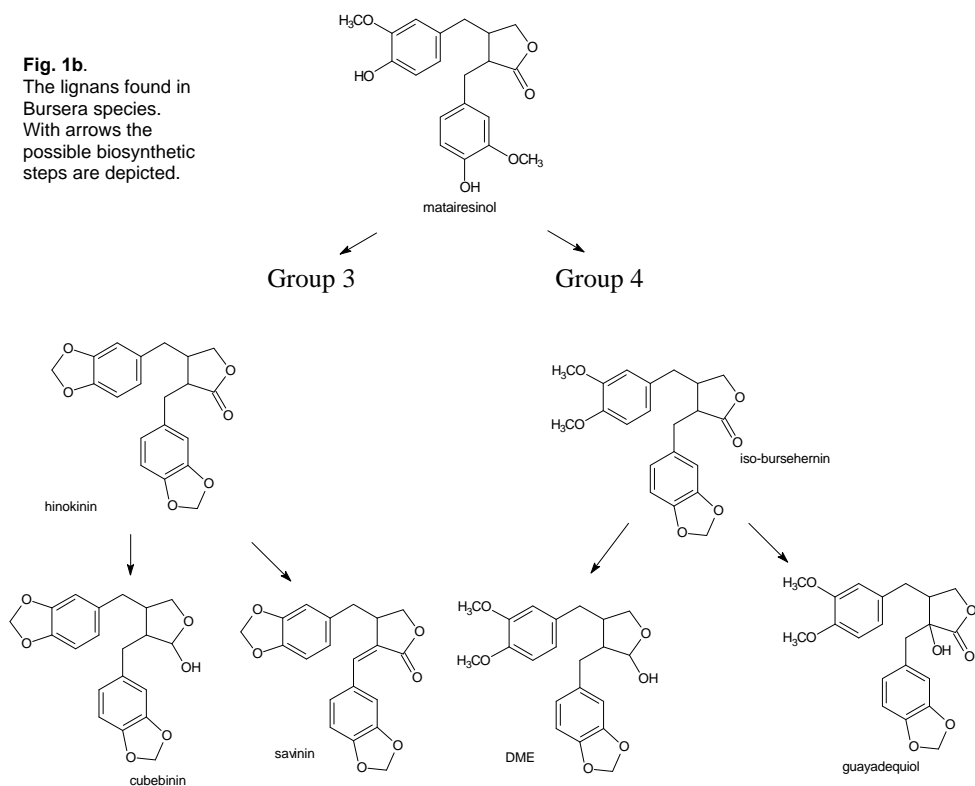 Fig. 1b.
The lignans found in
Bursera species.
With arrows the
possible biosynthetic
steps are depicted.
H₃CO
HO
O
O
OCH₃
OH
matairesinol
Group 3
Group 4
O
O
O
O
O
O
hinokinin
H₃CO
H₃CO
O
O
O
O
iso-bursehernin
O
O
O
OH
O
O
cubebinin
O
O
O
O
O
O
savinin
H₃CO
H₃CO
O
OH
O
O
DME
H₃CO
H₃CO
O
OH
O
O
O
guayadequiol